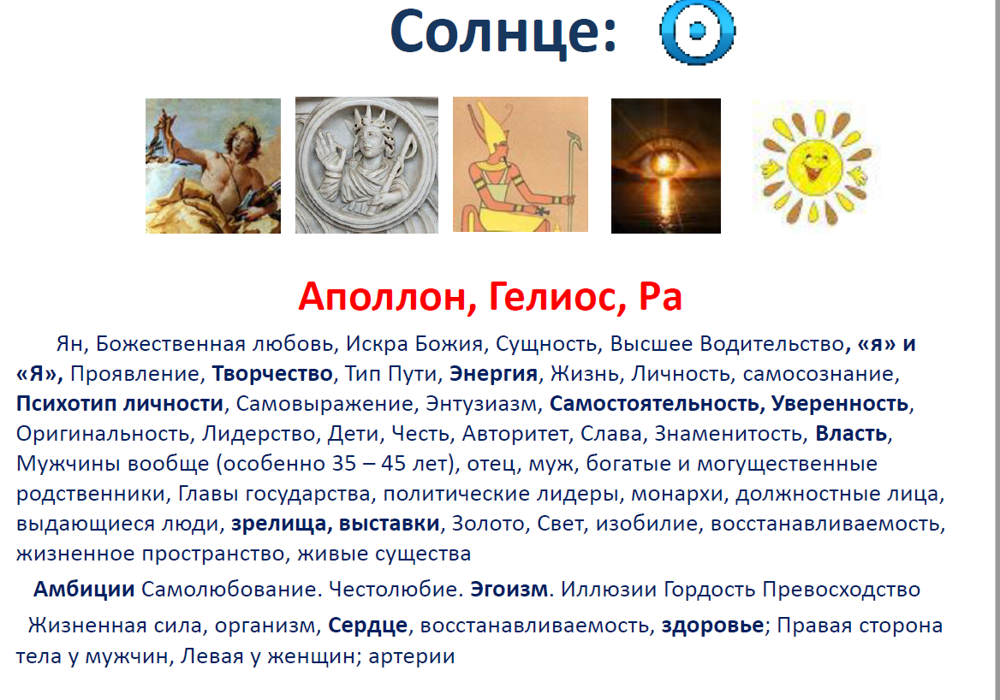 Солнце:
Аполлон, Гелиос, Ра
Ян, Божественная любовь, Искра Божия, Сущность, Высшее Водительство, «я» и
«Я», Проявление, Творчество, Тип Пути, Энергия, Жизнь, Личность, самосознание,
Психотип личности, Самовыражение, Энтузиазм, Самостоятельность, Уверенность,
Оригинальность, Лидерство, Дети, Честь, Авторитет, Слава, Знаменитость, Власть,
Мужчины вообще (особенно 35 – 45 лет), отец, муж, богатые и могущественные
родственники, Главы государства, политические лидеры, монархи, должностные лица,
выдающиеся люди, зрелища, выставки, Золото, Свет, изобилие, восстанавливаемость,
жизненное пространство, живые существа
Амбиции Самолюбование. Честолюбие. Эгоизм. Иллюзии Гордость Превосходство
Жизненная сила, организм, Сердце, восстанавливаемость, здоровье; Правая сторона
тела у мужчин, Левая у женщин; артерии